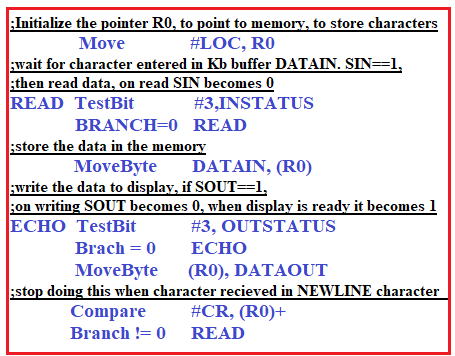 ;Initialize the pointer R0, to point to memory, to store characters
Move #LOC, R0
;wait for character entered in Kb buffer DATAIN. SIN==1,
;then read data, on read SIN becomes 0
READ TestBit #3,INSTATUS
BRANCH=0 READ
;store the data in the memory
MoveByte DATAIN, (R0)
;write the data to display, if SOUT==1,
;on writing SOUT becomes 0, when display is ready it becomes 1
ECHO TestBit #3, OUTSTATUS
Brach = 0 ECHO
MoveByte (R0), DATAOUT
;stop doing this when character recieved in NEWLINE character
Compare #CR, (R0)+
Branch != 0 READ